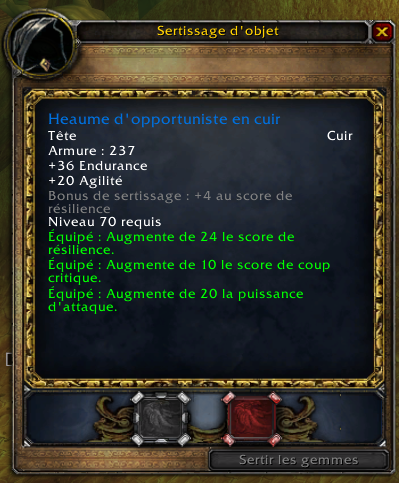 Sertissage d'objet
Heaume d'opportuniste en cuir
Tête Cuir
Armure : 237
+36 Endurance
+20 Agilité
Bonus de sertissage : +4 au score de
résilience
Niveau 70 requis
Équipé : Augmente de 24 le score de
résilience.
Équipé : Augmente de 10 le score de coup
critique.
Équipé : Augmente de 20 la puissance
d'attaque.
Sertir les gemmes